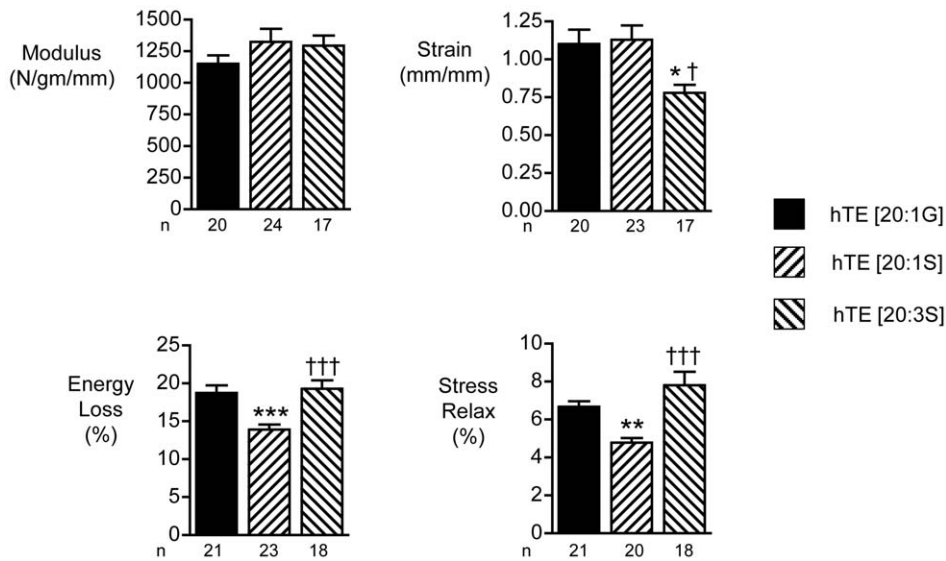 Modulus
(N/gm/mm)
1500
1250
1000
750
500
250
0
n 20 24 17
Strain
(mm/mm)
1.25
1.00
0.75
0.50
0.25
0.00
* †
n 20 23 17
hTE [20:1G]
hTE [20:1S]
hTE [20:3S]
Energy
Loss
(%)
25
20
15
10
5
0
***
†††
n 21 23 18
Stress
Relax
(%)
10
8
6
4
2
0
**
†††
n 21 20 18